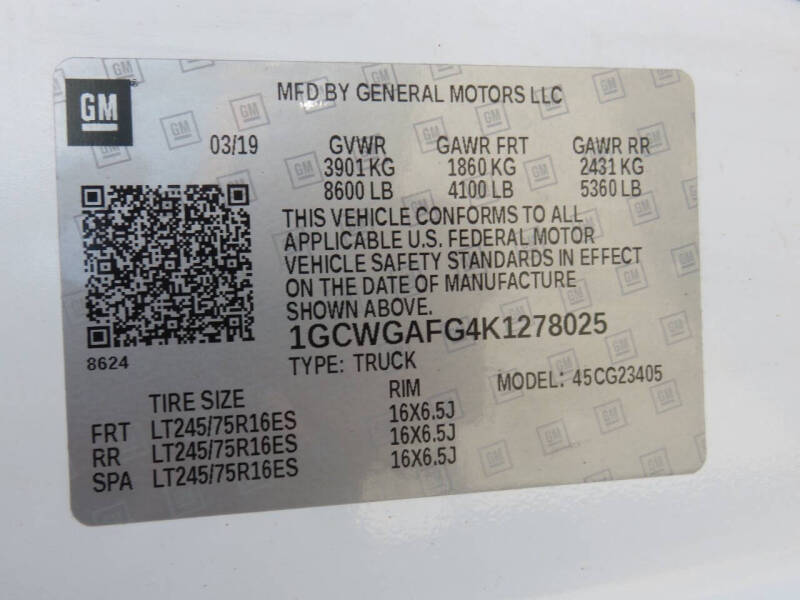 GM
MFD BY GENERAL MOTORS LLC
03/19 GVWR GAWR FRT GAWR RR
3901 KG 1860 KG 2431 KG
8600 LB 4100 LB 5360 LB
THIS VEHICLE CONFORMS TO ALL
APPLICABLE U.S. FEDERAL MOTOR
VEHICLE SAFETY STANDARDS IN EFFECT
ON THE DATE OF MANUFACTURE
SHOWN ABOVE.
1GCWGAFG4K1278025
8624
TYPE: TRUCK MODEL: 45CG23405
TIRE SIZE RIM
FRT LT245/75R16ES 16X6.5J
RR LT245/75R16ES 16X6.5J
SPA LT245/75R16ES 16X6.5J